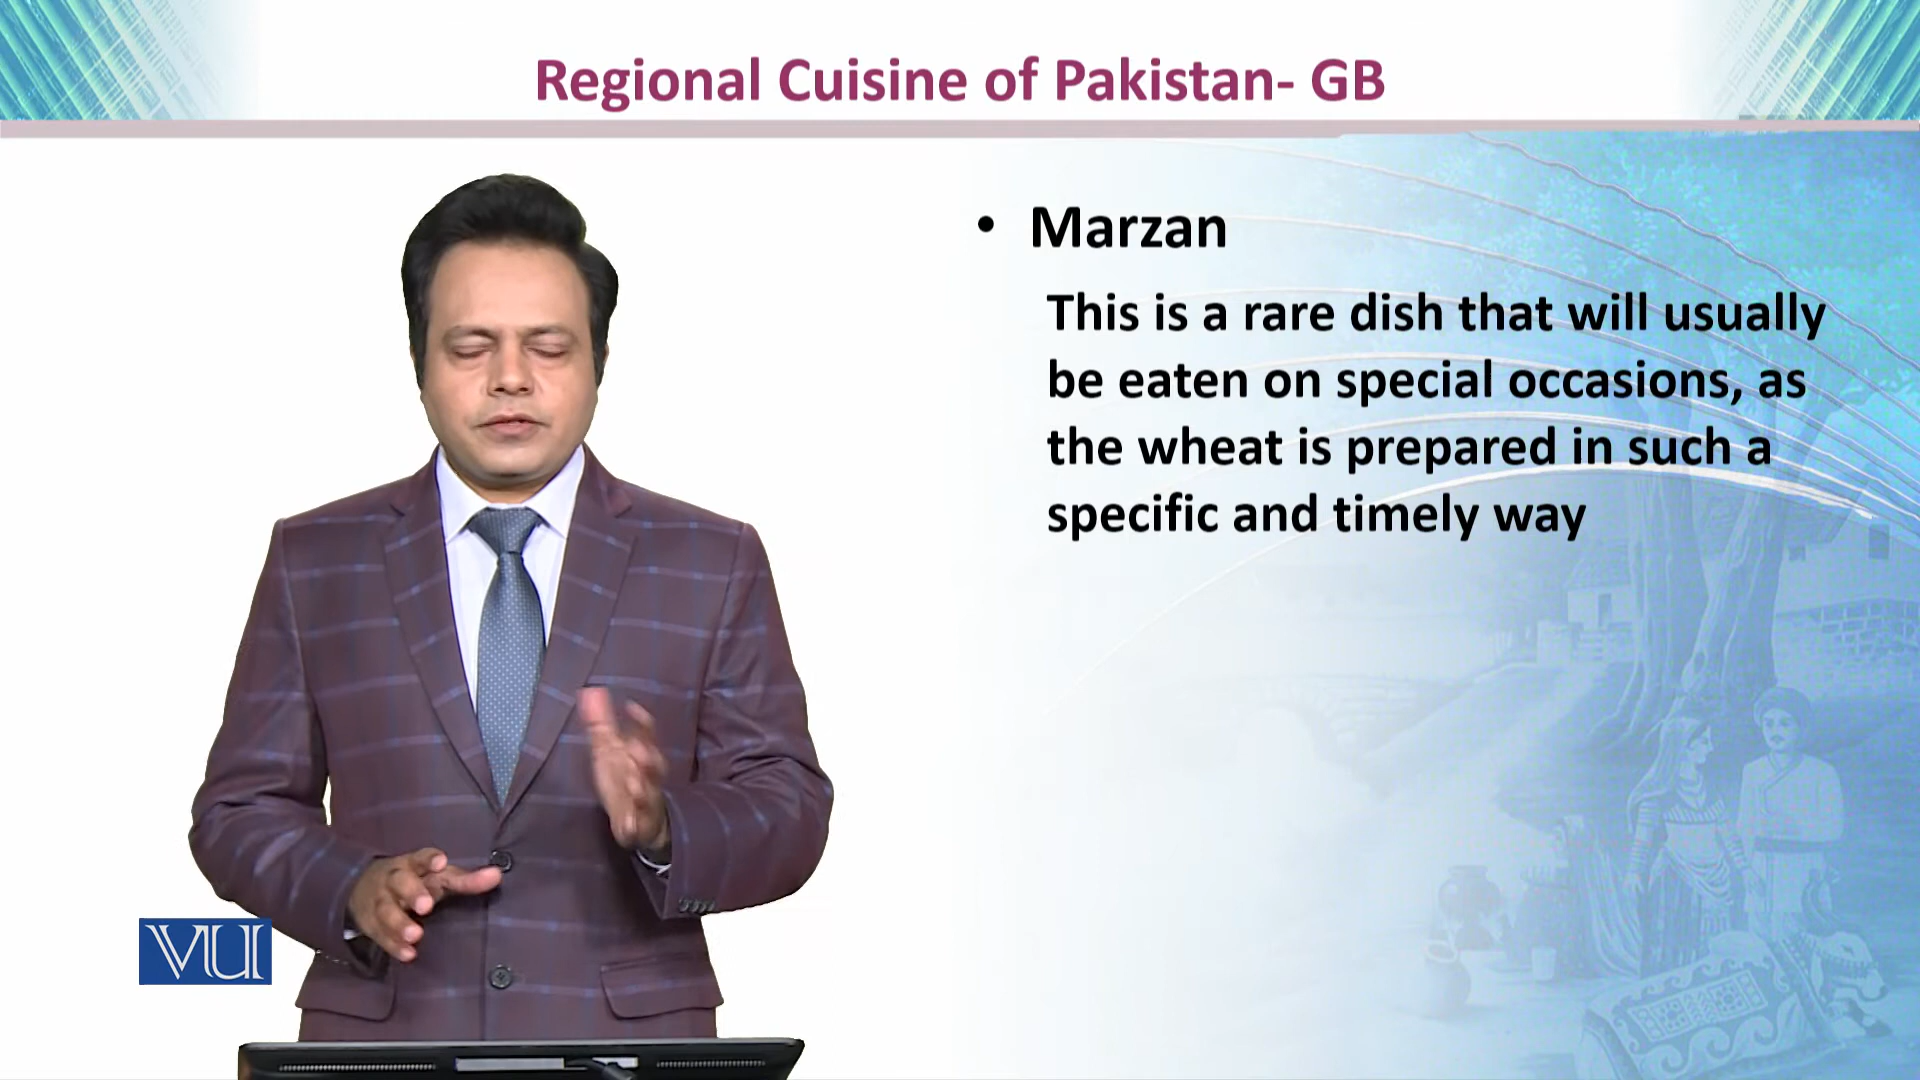 Regional Cuisine of Pakistan- GB
• Marzan
This is a rare dish that will usually
be eaten on special occasions, as
the wheat is prepared in such a
specific and timely way
VU